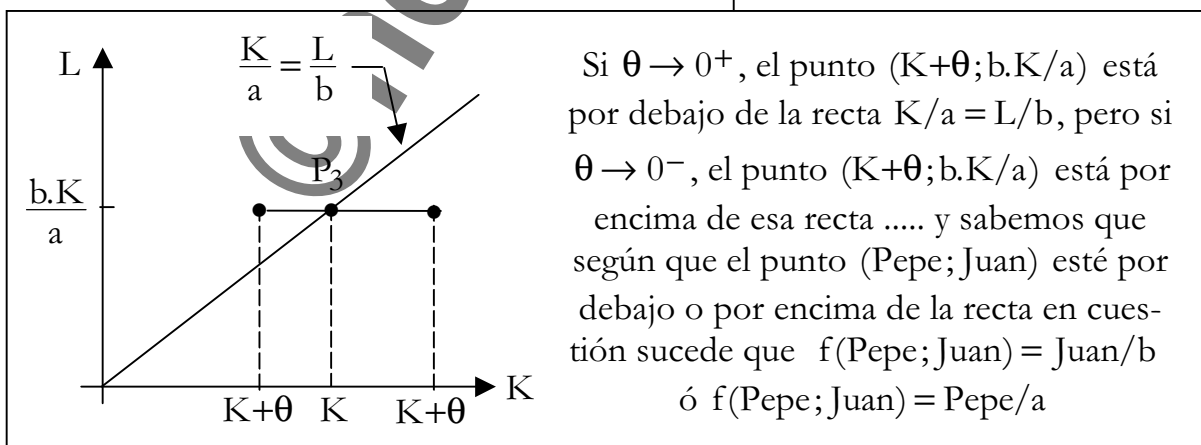 L
K/a = L/b
P₃
b.K/a
K+θ K K+θ
K
Si θ → 0⁺, el punto (K+θ; b.K/a) está
por debajo de la recta K/a = L/b, pero si
θ → 0⁻, el punto (K+θ; b.K/a) está por
encima de esa recta ..... y sabemos que
según que el punto (Pepe; Juan) esté por
debajo o por encima de la recta en cues-
tión sucede que f(Pepe; Juan) = Juan/b
ó f(Pepe; Juan) = Pepe/a